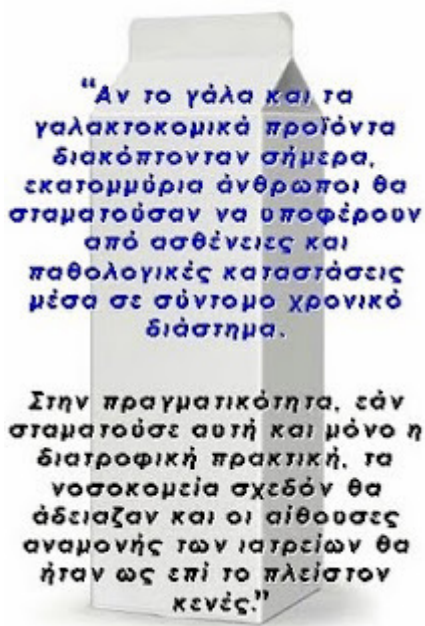 “Αν το γάλα και τα
γαλακτοκομικά προϊόντα
διακόπτονταν σήμερα,
εκατομμύρια άνθρωποι θα
σταματούσαν να υποφέρουν
από ασθένειες και
παθολογικές καταστάσεις
μέσα σε σύντομο χρονικό
διάστημα.
Στην πραγματικότητα, εάν
σταματούσε αυτή και μόνο η
διατροφική πρακτική, τα
νοσοκομεία σχεδόν θα
άδειαζαν και οι αίθουσες
αναμονής των ιατρείων θα
ήταν ως επί το πλείστον
κενές.”